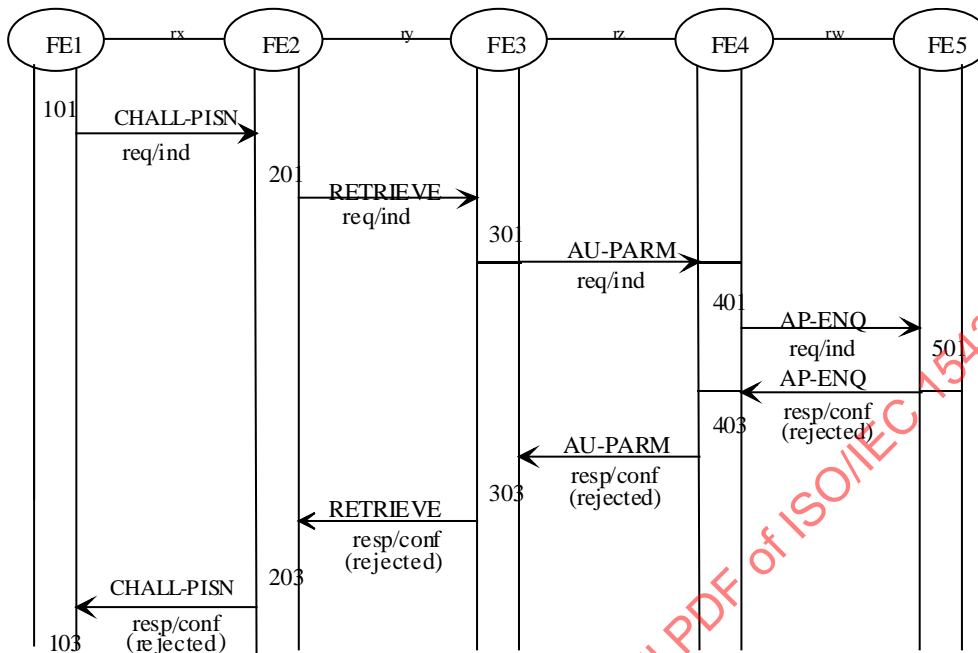 FE1 rx FE2 ry FE3 rz FE4 rw FE5
101
CHALL-PISN
req/ind
201
RETRIEVE
req/ind
301
AU-PARM
req/ind
401
AP-ENQ
req/ind
501
AP-ENQ
resp/conf
(rejected)
403
AU-PARM
resp/conf
(rejected)
303
RETRIEVE
resp/conf
(rejected)
203
CHALL-PISN
resp/conf
(rejected)
103
PDF of ISO/IEC